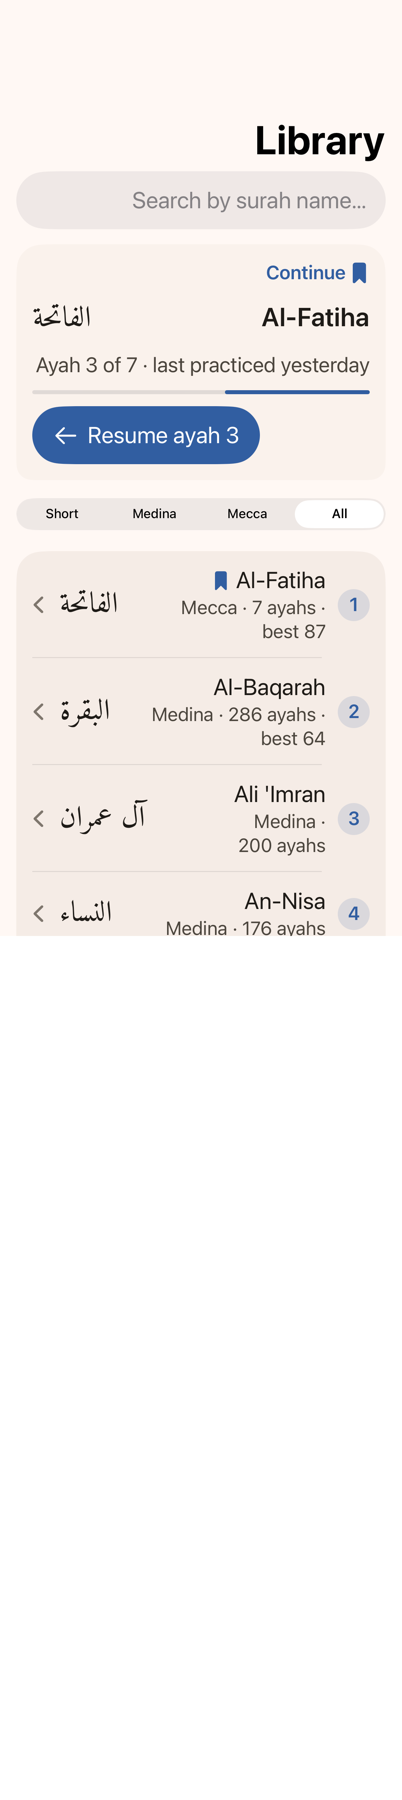 Library
Search by surah name...
Continue
Al-Fatiha
الفاتحة
Ayah 3 of 7 · last practiced yesterday
← Resume ayah 3
All
Mecca
Medina
Short
1
Al-Fatiha
Mecca · 7 ayahs ·
best 87
الفاتحة
2
Al-Baqarah
Medina · 286 ayahs ·
best 64
البقرة
3
Ali 'Imran
Medina ·
200 ayahs
آل عمران
4
An-Nisa
Medina · 176 ayahs
النساء